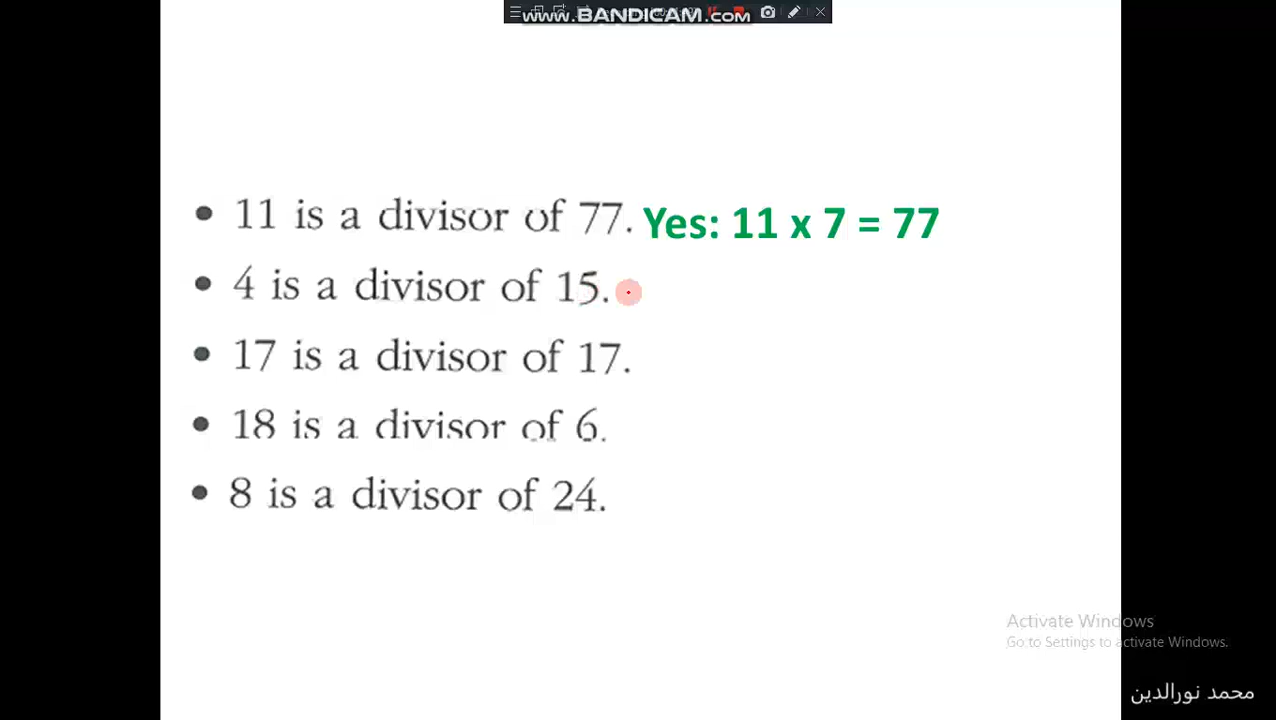 www.BANDICAM.com
• 11 is a divisor of 77. Yes: 11 x 7 = 77
• 4 is a divisor of 15.
• 17 is a divisor of 17.
• 18 is a divisor of 6.
• 8 is a divisor of 24.
Activate Windows
Go to Settings to activate Windows.
محمد نورالدين